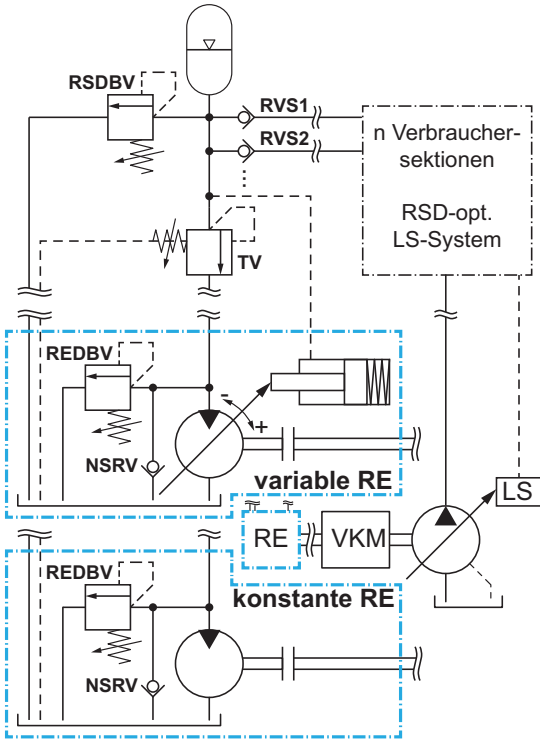 RSDBV
RVS1
RVS2
n Verbraucher-
sektionen
RSD-opt.
LS-System
TV
REDBV
-
+
NSRV
variable RE
LS
RE
VKM
REDBV
konstante RE
NSRV